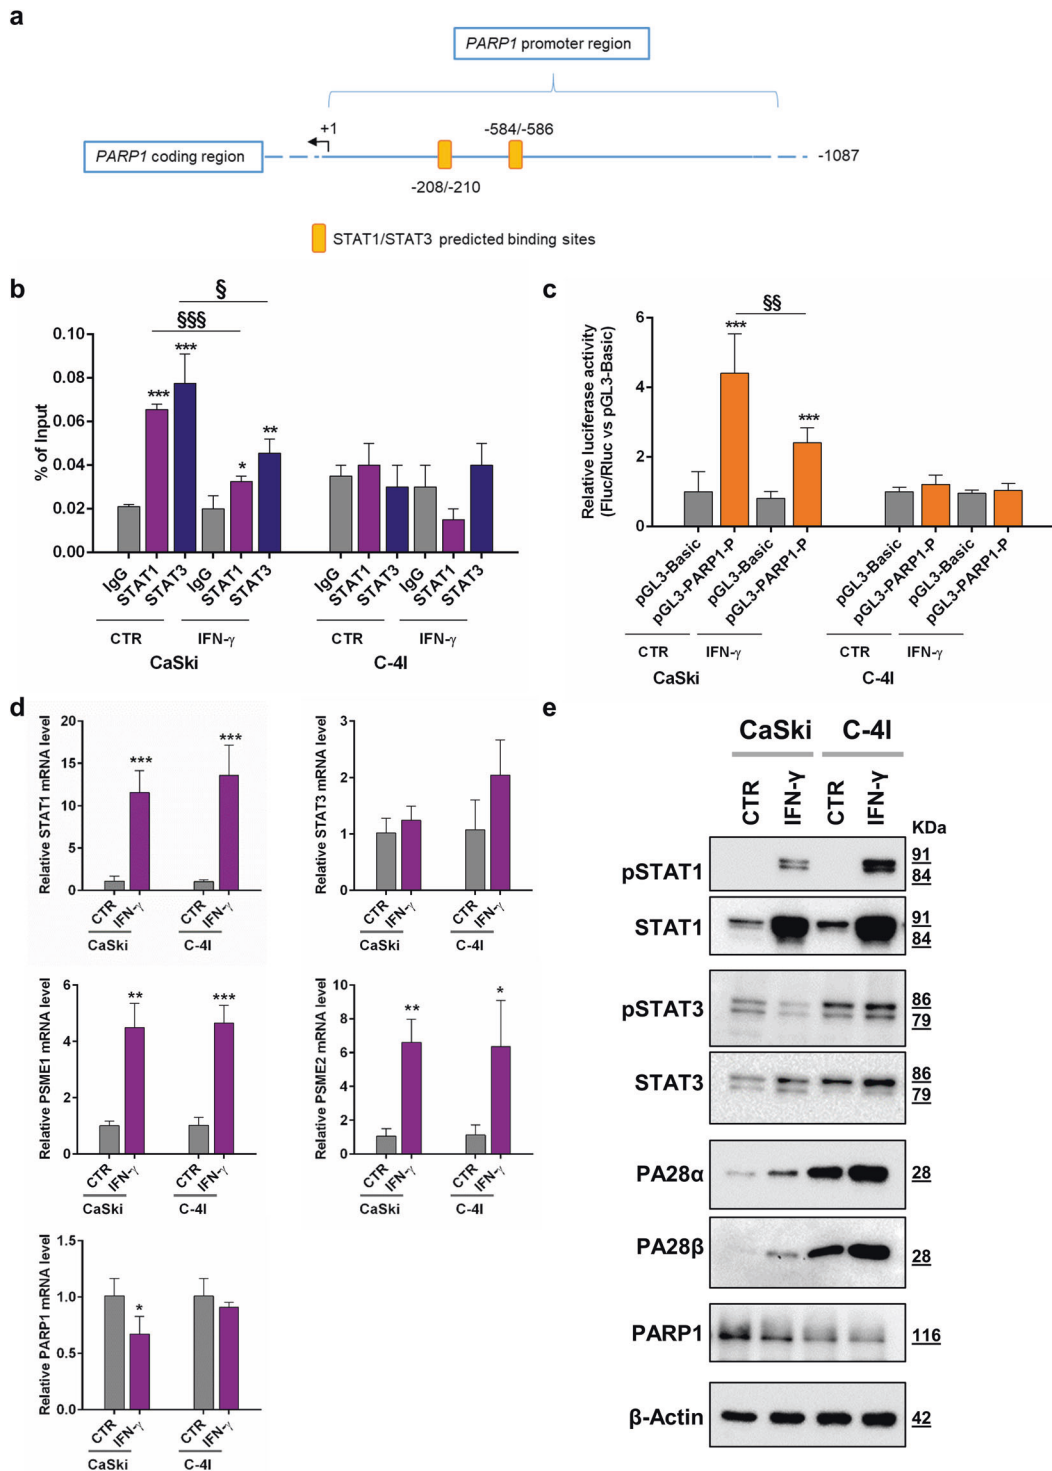 a
PARP1 promoter region
+1
-584/-586
PARP1 coding region
-1087
-208/-210
STAT1/STAT3 predicted binding sites
b
§
§§§
% of Input
0.10
0.08
0.06
0.04
0.02
0.00
***
***
*
**
IgG STAT1 STAT3 IgG STAT1 STAT3 IgG STAT1 STAT3 IgG STAT1 STAT3
CTR IFN-γ CTR IFN-γ
CaSki C-4I
c
§§
Relative luciferase activity
(Fluc/Rluc vs pGL3-Basic)
6
4
2
0
***
***
pGL3-Basic pGL3-PARP1-P pGL3-Basic pGL3-PARP1-P pGL3-Basic pGL3-PARP1-P pGL3-Basic pGL3-PARP1-P
CTR IFN-γ CTR IFN-γ
CaSki C-4I
d
Relative STAT1 mRNA level
20
15
10
5
0
***
***
CTR IFN-γ CTR IFN-γ
CaSki C-4I
Relative STAT3 mRNA level
3
2
1
0
CTR IFN-γ CTR IFN-γ
CaSki C-4I
Relative PSME1 mRNA level
6
4
2
0
**
***
CTR IFN-γ CTR IFN-γ
CaSki C-4I
Relative PSME2 mRNA level
10
8
6
4
2
0
**
*
CTR IFN-γ CTR IFN-γ
CaSki C-4I
Relative PARP1 mRNA level
1.5
1.0
0.5
0.0
*
CTR IFN-γ CTR IFN-γ
CaSki C-4I
e
CaSki C-4I
CTR IFN-γ CTR IFN-γ
KDa
pSTAT1 91
84
STAT1 91
84
pSTAT3 86
79
STAT3 86
79
PA28α 28
PA28β 28
PARP1 116
β-Actin 42